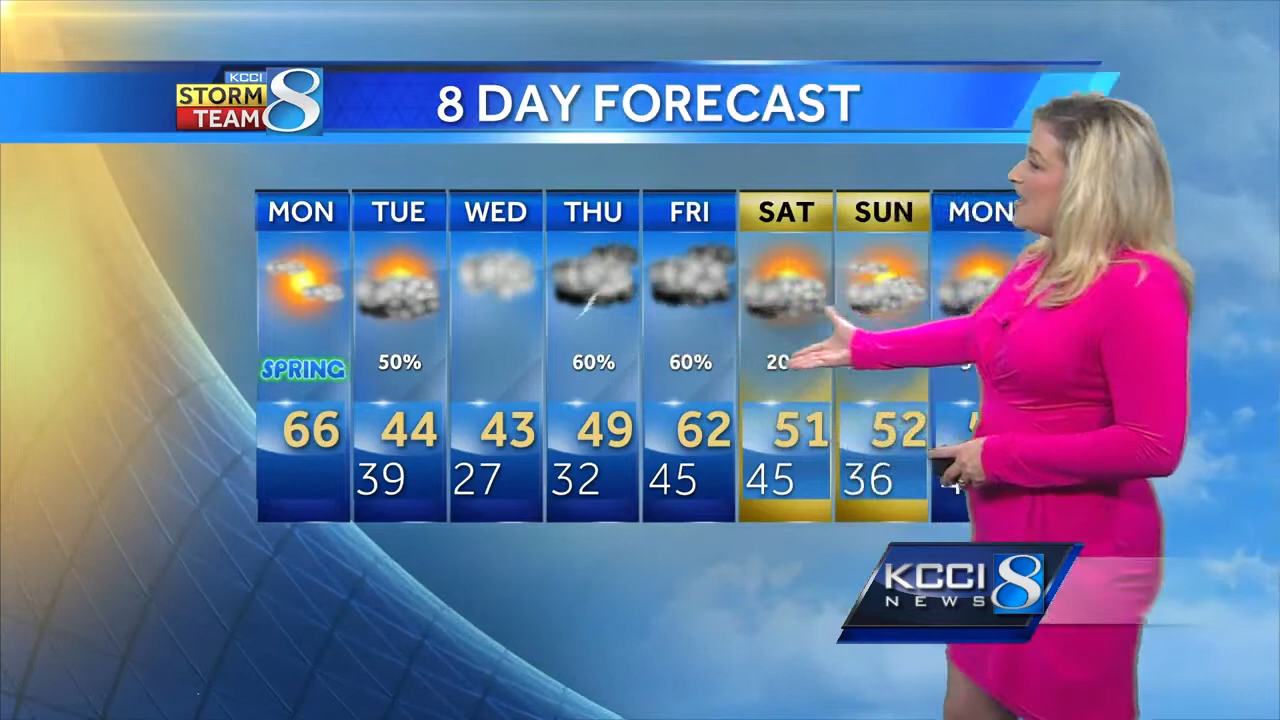 KCCI
STORM
TEAM 8
8 DAY FORECAST
MON TUE WED THU FRI SAT SUN MON
SPRING 50% 60% 60%
66 44 43 49 62 51 52
39 27 32 45 45 36
KCCI 8
NEWS